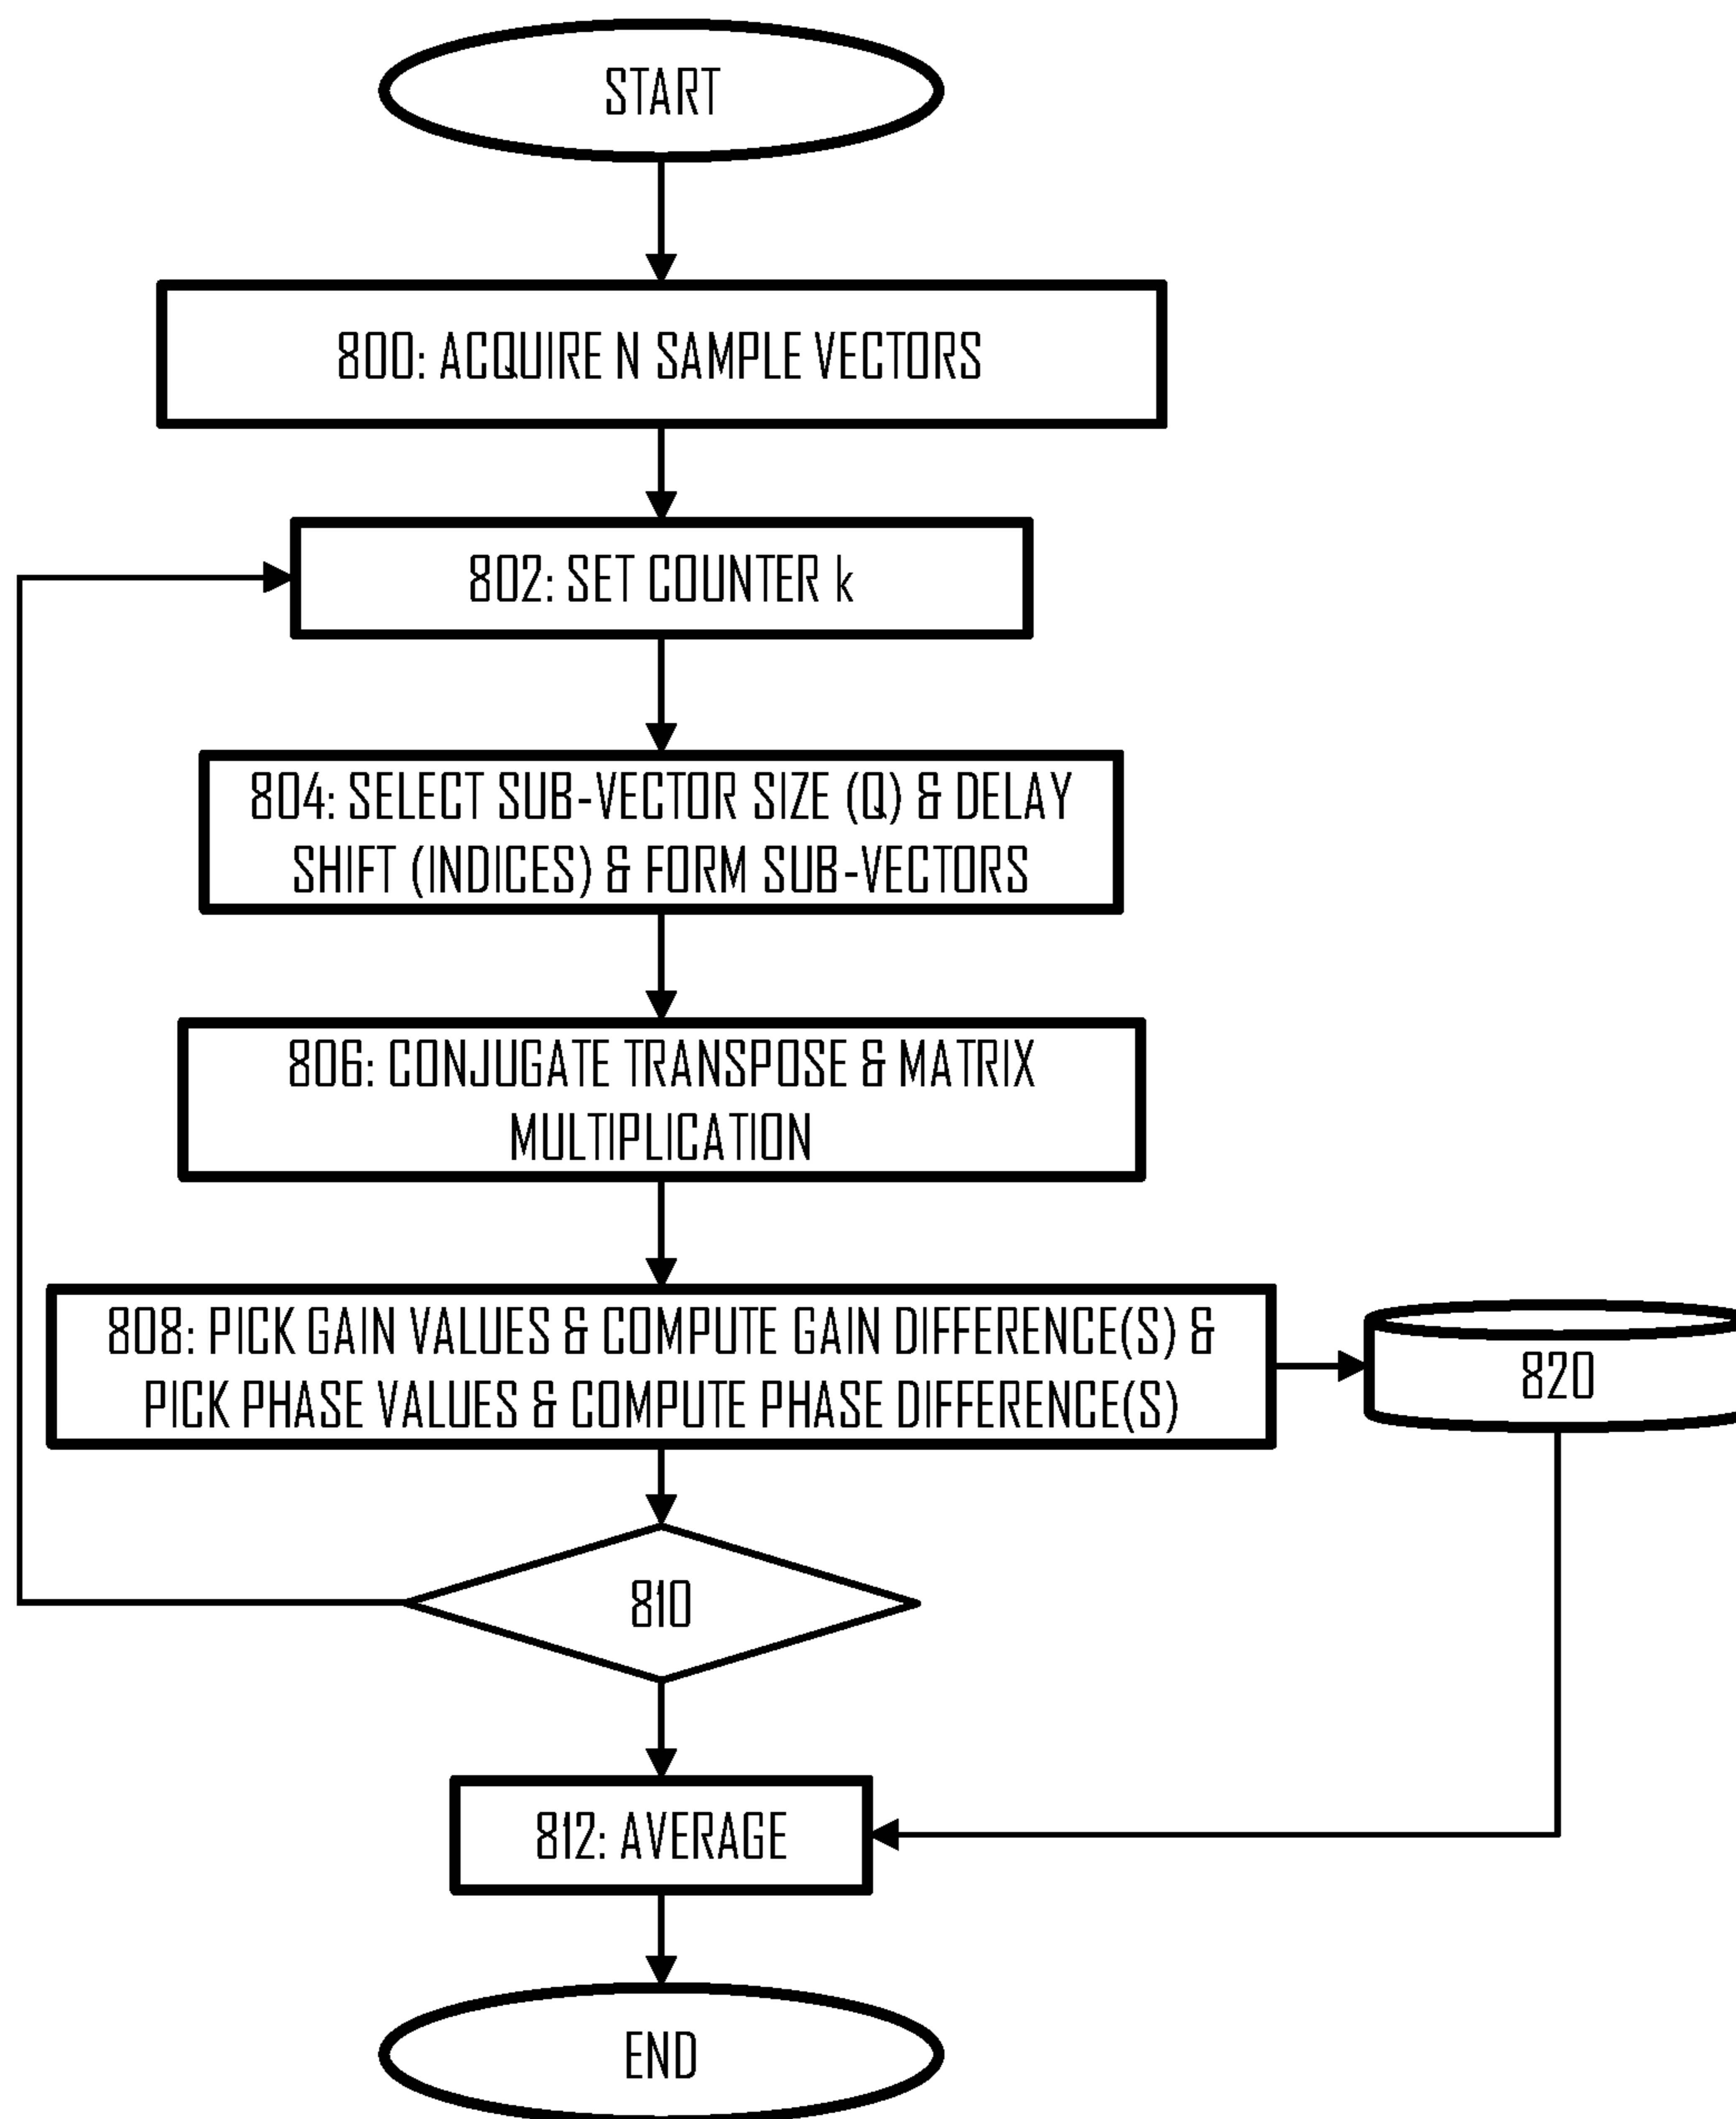 START
800: ACQUIRE N SAMPLE VECTORS
802: SET COUNTER k
804: SELECT SUB-VECTOR SIZE (Q) & DELAY
SHIFT (INDICES) & FORM SUB-VECTORS
806: CONJUGATE TRANSPOSE & MATRIX
MULTIPLICATION
808: PICK GAIN VALUES & COMPUTE GAIN DIFFERENCE(S) &
PICK PHASE VALUES & COMPUTE PHASE DIFFERENCE(S)
820
810
812: AVERAGE
END